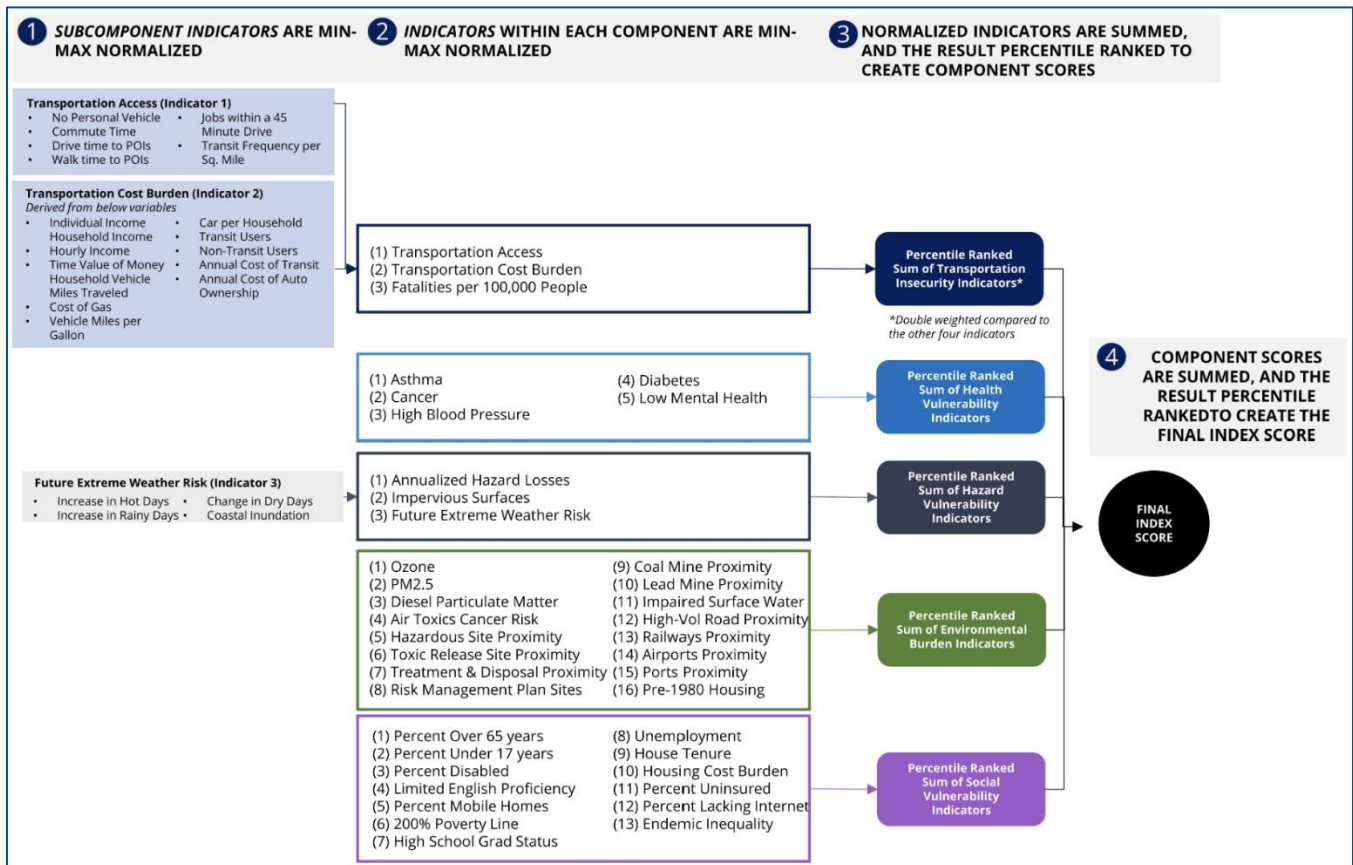 1 SUBCOMPONENT INDICATORS ARE MIN-
MAX NORMALIZED
2 INDICATORS WITHIN EACH COMPONENT ARE MIN-
MAX NORMALIZED
3 NORMALIZED INDICATORS ARE SUMMED,
AND THE RESULT PERCENTILE RANKED TO
CREATE COMPONENT SCORES
Transportation Access (Indicator 1)
• No Personal Vehicle
• Commute Time
• Drive time to POIs
• Walk time to POIs
• Jobs within a 45
Minute Drive
• Transit Frequency per
Sq. Mile
Transportation Cost Burden (Indicator 2)
Derived from below variables
• Individual Income
Household Income
• Hourly Income
• Time Value of Money
Household Vehicle
Miles Traveled
• Cost of Gas
• Vehicle Miles per
Gallon
• Car per Household
• Transit Users
Non-Transit Users
• Annual Cost of Transit
• Annual Cost of Auto
Ownership
(1) Transportation Access
(2) Transportation Cost Burden
(3) Fatalities per 100,000 People
Percentile Ranked
Sum of Transportation
Insecurity Indicators*
*Double weighted compared to
the other four indicators
(1) Asthma
(2) Cancer
(3) High Blood Pressure
(4) Diabetes
(5) Low Mental Health
Percentile Ranked
Sum of Health
Vulnerability
Indicators
4 COMPONENT SCORES
ARE SUMMED, AND THE
RESULT PERCENTILE
RANKEDTO CREATE THE
FINAL INDEX SCORE
Future Extreme Weather Risk (Indicator 3)
• Increase in Hot Days
• Increase in Rainy Days
• Change in Dry Days
• Coastal Inundation
(1) Annualized Hazard Losses
(2) Impervious Surfaces
(3) Future Extreme Weather Risk
Percentile Ranked
Sum of Hazard
Vulnerability
Indicators
FINAL
INDEX
SCORE
(1) Ozone
(2) PM2.5
(3) Diesel Particulate Matter
(4) Air Toxics Cancer Risk
(5) Hazardous Site Proximity
(6) Toxic Release Site Proximity
(7) Treatment & Disposal Proximity
(8) Risk Management Plan Sites
(9) Coal Mine Proximity
(10) Lead Mine Proximity
(11) Impaired Surface Water
(12) High-Vol Road Proximity
(13) Railways Proximity
(14) Airports Proximity
(15) Ports Proximity
(16) Pre-1980 Housing
Percentile Ranked
Sum of Environmental
Burden Indicators
(1) Percent Over 65 years
(2) Percent Under 17 years
(3) Percent Disabled
(4) Limited English Proficiency
(5) Percent Mobile Homes
(6) 200% Poverty Line
(7) High School Grad Status
(8) Unemployment
(9) House Tenure
(10) Housing Cost Burden
(11) Percent Uninsured
(12) Percent Lacking Internet
(13) Endemic Inequality
Percentile Ranked
Sum of Social
Vulnerability
Indicators